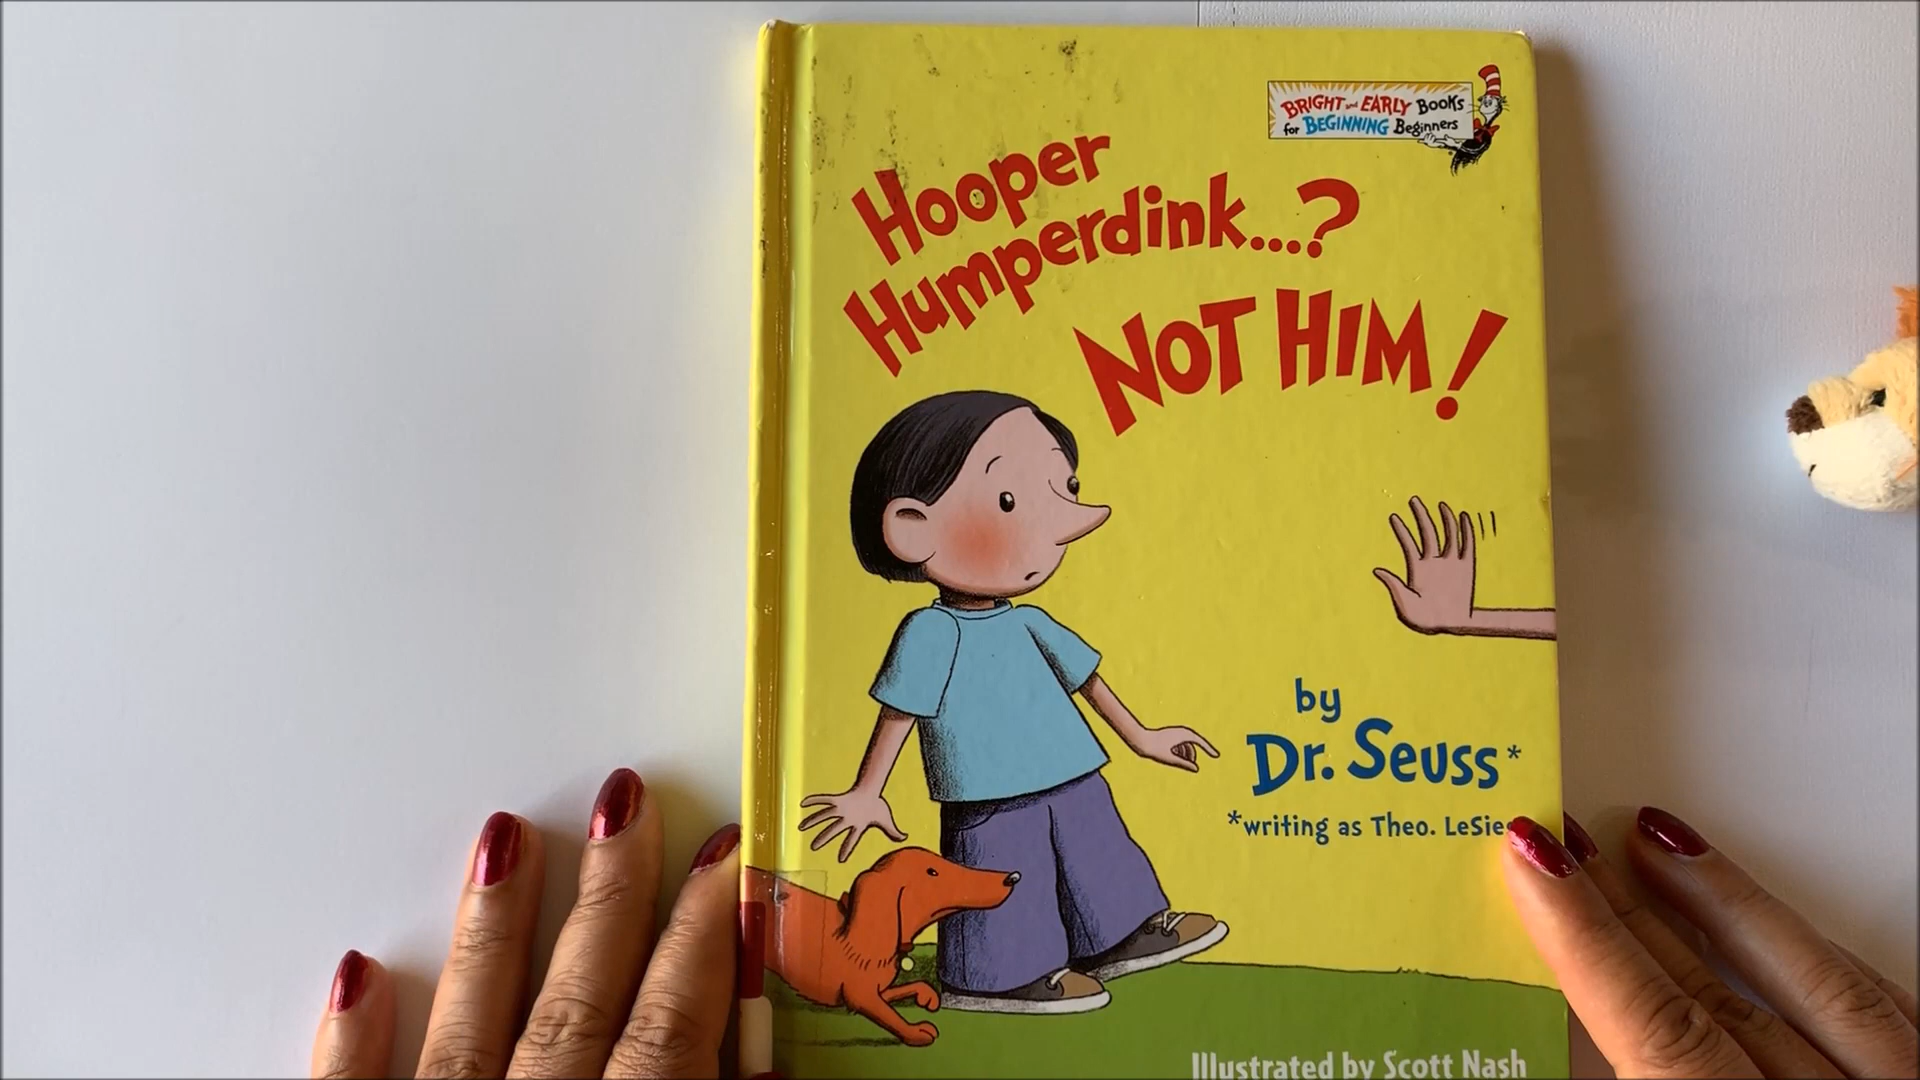 BRIGHT and EARLY BOOKS
for BEGINNING Beginners
Hooper
Humperdink...?
NOT HIM!
by
Dr. Seuss*
*writing as Theo.
Illustrated by Scott Nash